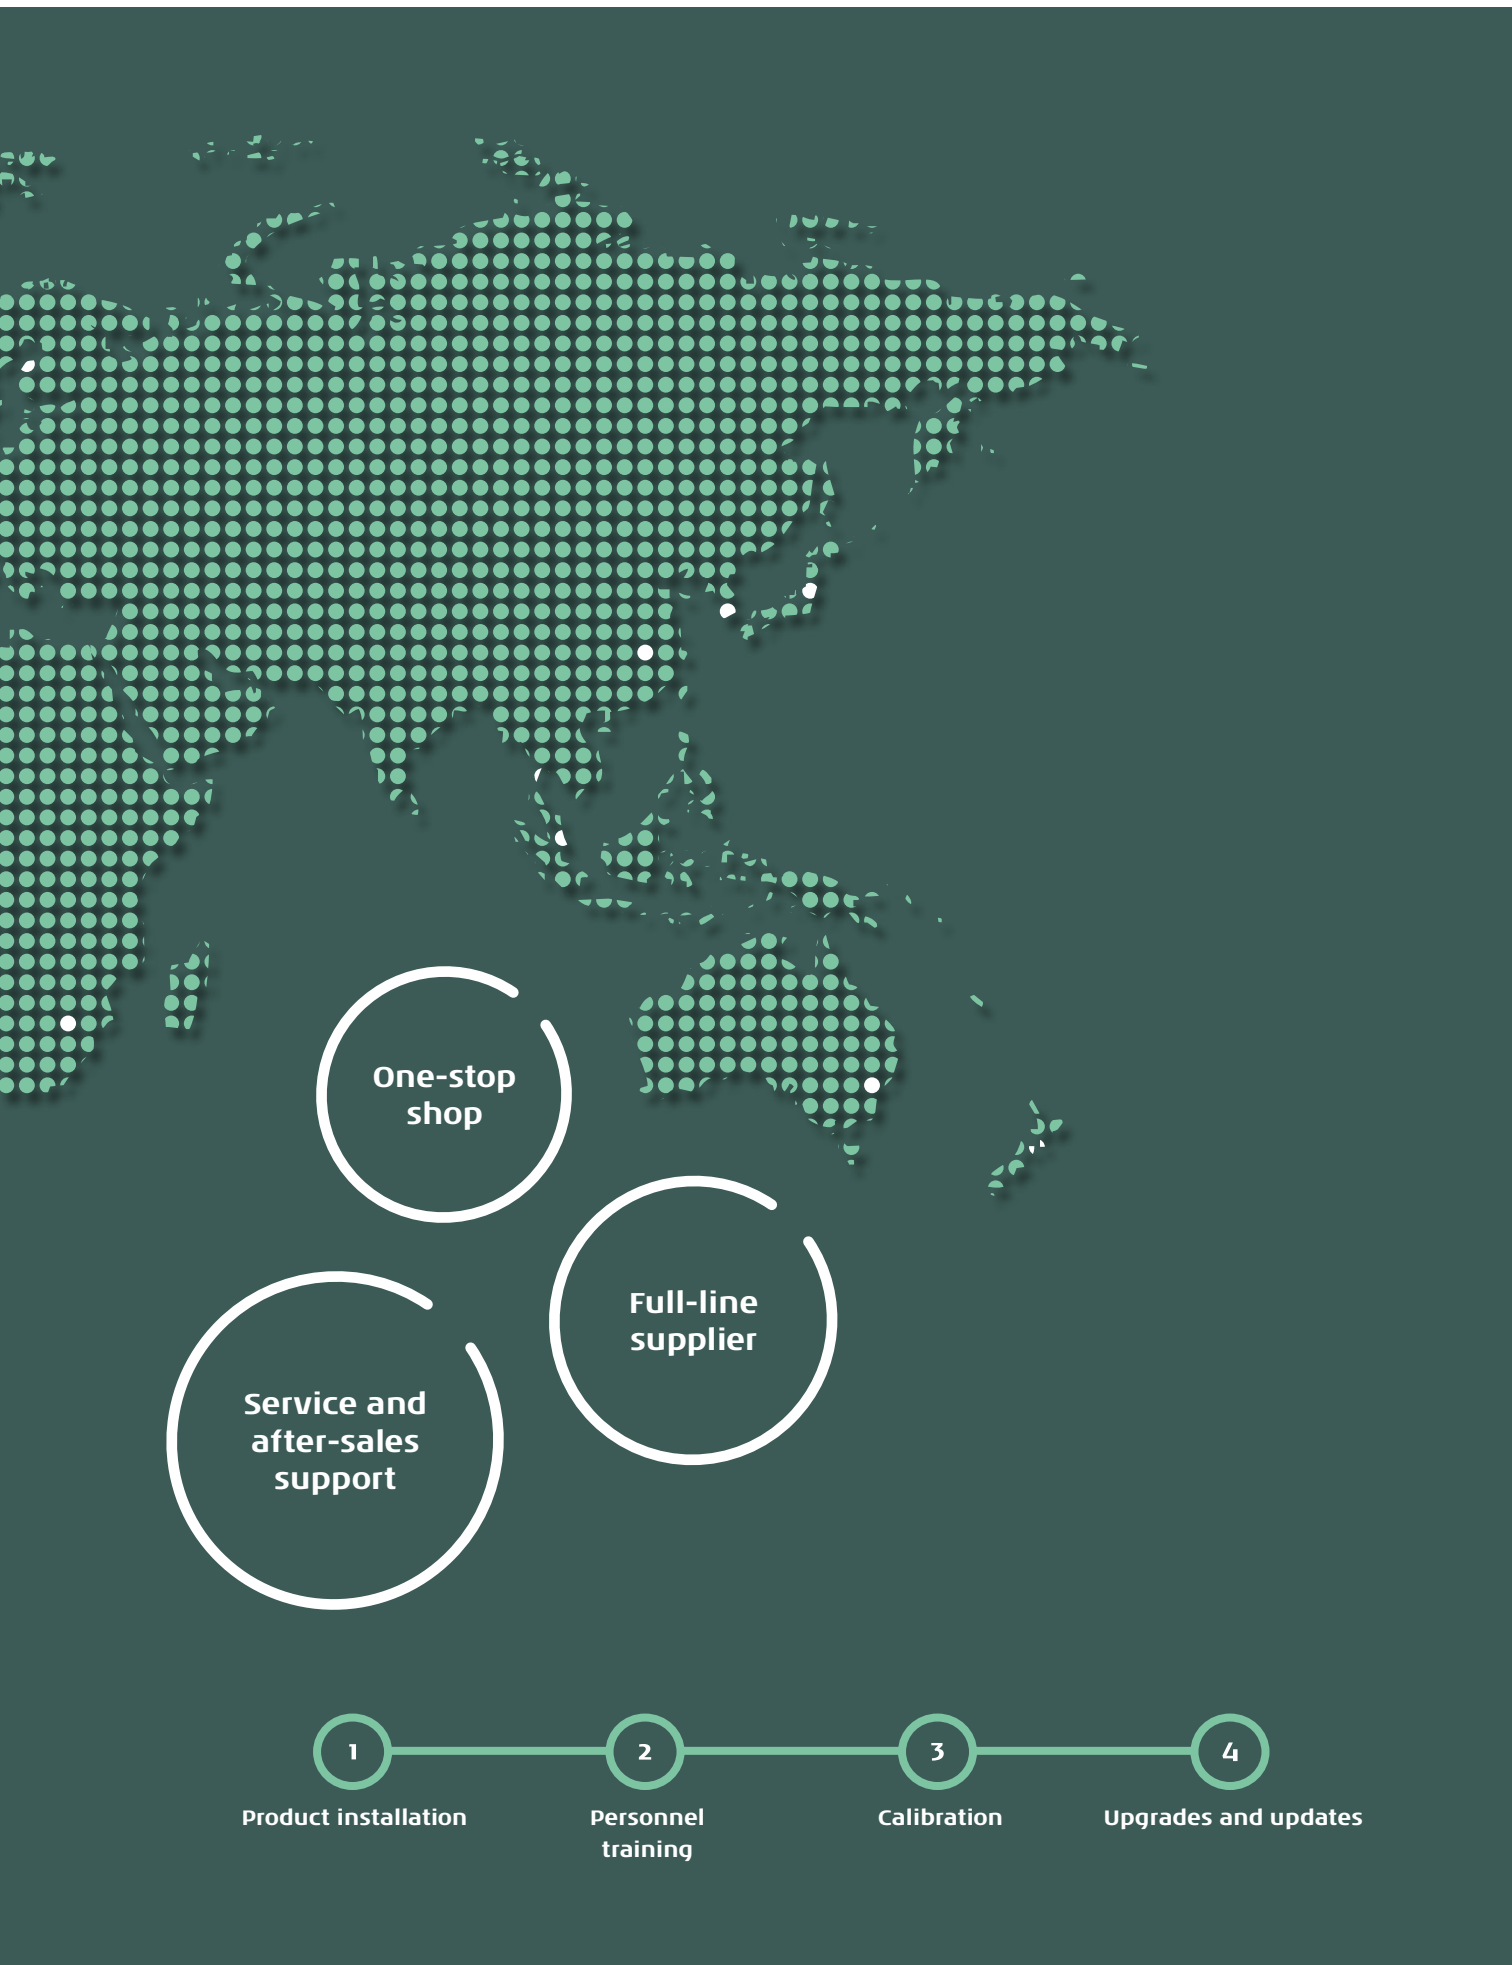 One-stop
shop
Full-line
supplier
Service and
after-sales
support
1
2
3
4
Product installation
Personnel
training
Calibration
Upgrades and updates